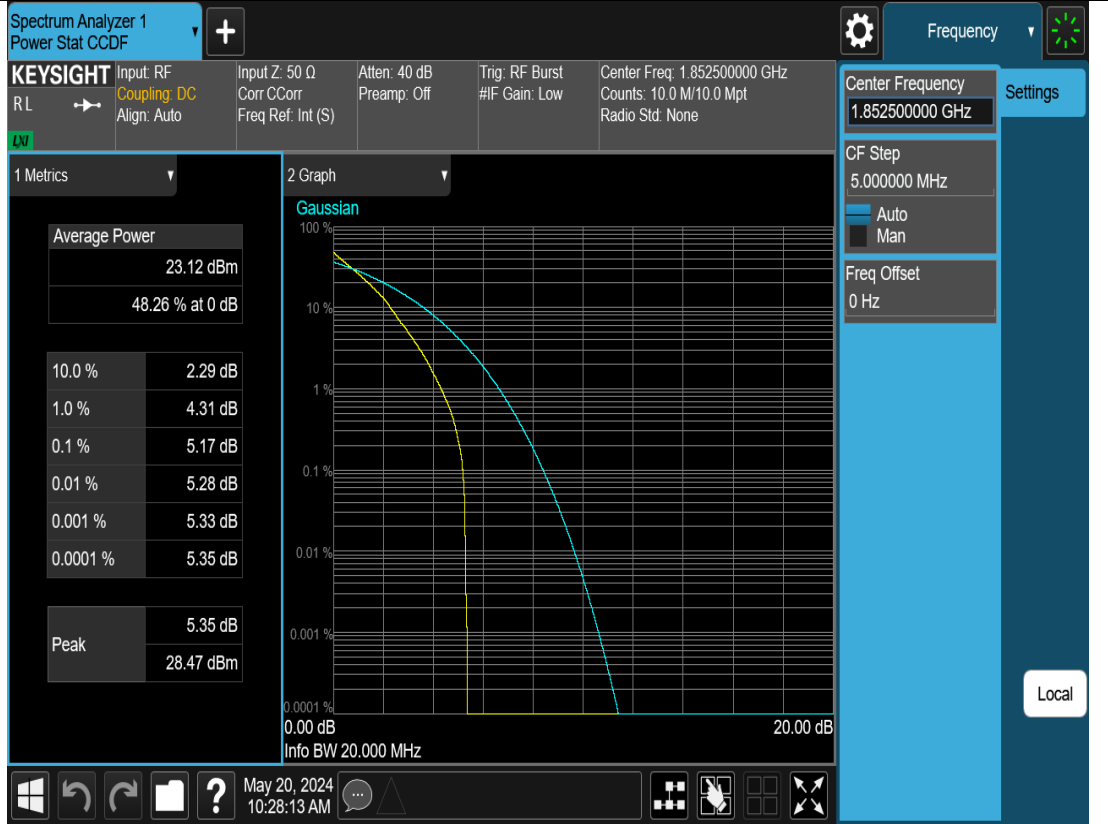 Spectrum Analyzer 1
Power Stat CCDF
+
Frequency
KEYSIGHT
R L
LXI
Input: RF
Coupling: DC
Align: Auto
Input Z: 50 Ω
Corr CCorr
Freq Ref: Int (S)
Atten: 40 dB
Preamp: Off
Trig: RF Burst
#IF Gain: Low
Center Freq: 1.852500000 GHz
Counts: 10.0 M/10.0 Mpt
Radio Std: None
Center Frequency
1.852500000 GHz
Settings
CF Step
5.000000 MHz
Auto
Man
Freq Offset
0 Hz
1 Metrics
Average Power
23.12 dBm
48.26 % at 0 dB
10.0 % 2.29 dB
1.0 % 4.31 dB
0.1 % 5.17 dB
0.01 % 5.28 dB
0.001 % 5.33 dB
0.0001 % 5.35 dB
Peak
5.35 dB
28.47 dBm
2 Graph
Gaussian
100 %
10 %
1 %
0.1 %
0.01 %
0.001 %
0.0001 %
0.00 dB 20.00 dB
Info BW 20.000 MHz
Local
?
May 20, 2024
10:28:13 AM